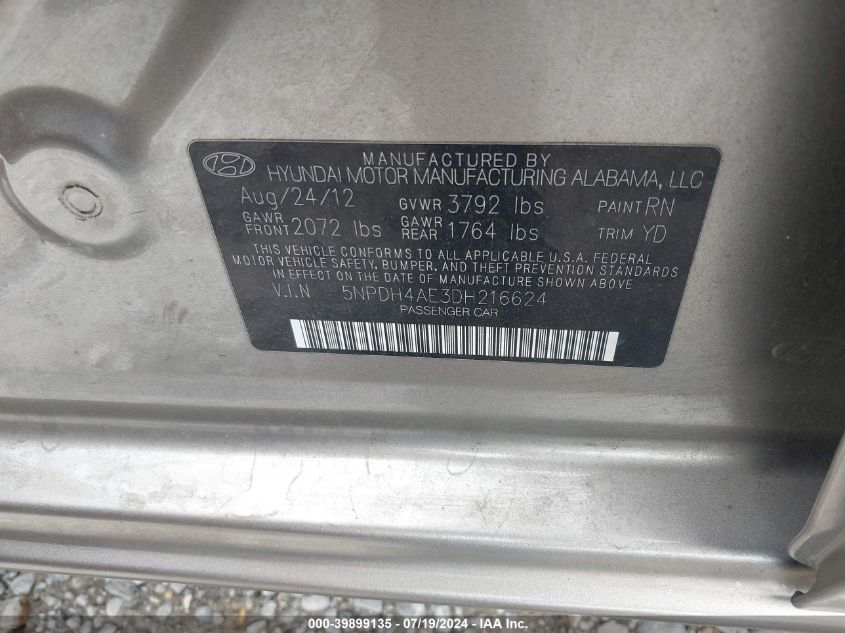 MANUFACTURED BY
HYUNDAI MOTOR MANUFACTURING ALABAMA, LLC
Aug/24/12 GVWR 3792 lbs PAINT RN
GAWR FRONT 2072 lbs GAWR REAR 1764 lbs TRIM YD
THIS VEHICLE CONFORMS TO ALL APPLICABLE U.S.A. FEDERAL
MOTOR VEHICLE SAFETY, BUMPER, AND THEFT PREVENTION STANDARDS
IN EFFECT ON THE DATE OF MANUFACTURE SHOWN ABOVE.
V.I.N 5NPDH4AE3DH216624
PASSENGER CAR
000-39899135 - 07/19/2024 - IAAI.com